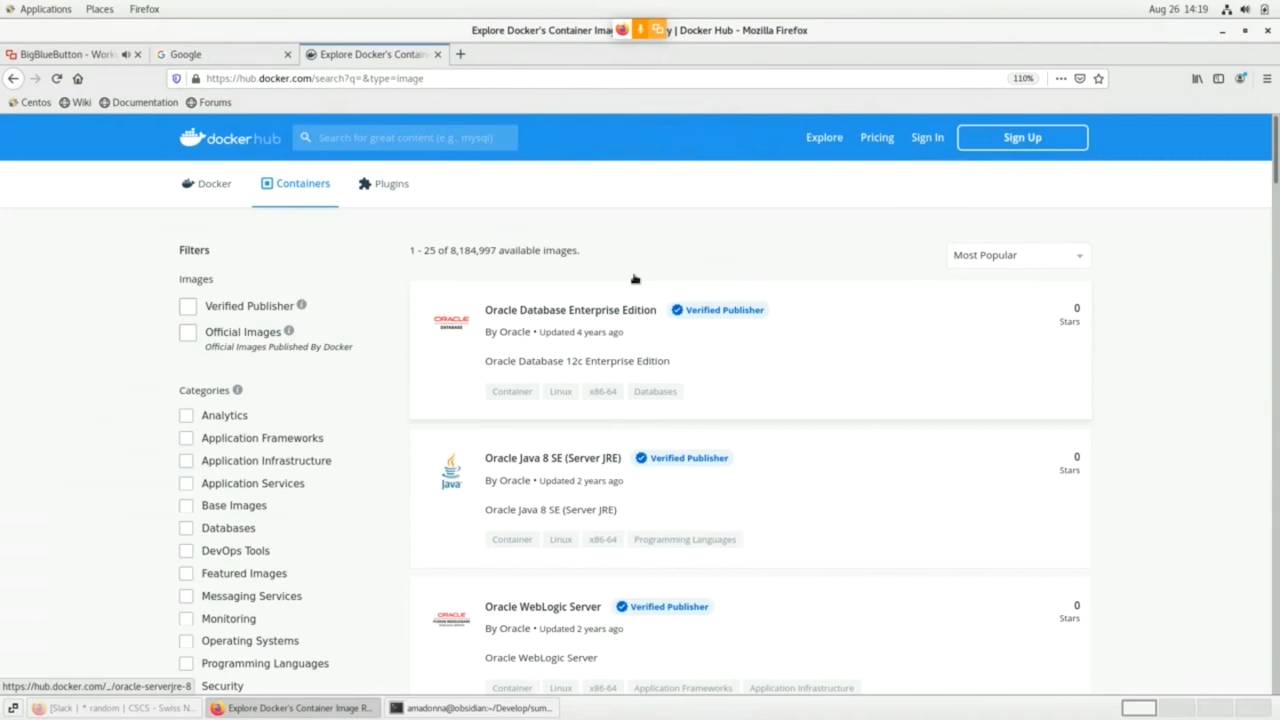 Applications Places Firefox Aug 26 14:19
Explore Docker's Container Ima y | Docker Hub - Mozilla Firefox
BigBlueButton - Work Google Explore Docker's Contain
https://hub.docker.com/search?q=&type=image 110%
Centos Wiki Documentation Forums
docker hub Search for great content (e.g., mysql) Explore Pricing Sign In Sign Up
Docker Containers Plugins
Filters
1 - 25 of 8,184,997 available images.
Most Popular
Images
Verified Publisher
Official Images
Official Images Published By Docker
Categories
Analytics
Application Frameworks
Application Infrastructure
Application Services
Base Images
Databases
DevOps Tools
Featured Images
Messaging Services
Monitoring
Operating Systems
Programming Languages
Security
ORACLE
DATABASE
Oracle Database Enterprise Edition Verified Publisher
0
Stars
By Oracle • Updated 4 years ago
Oracle Database 12c Enterprise Edition
Container Linux x86-64 Databases
Java
Oracle Java 8 SE (Server JRE) Verified Publisher
0
Stars
By Oracle • Updated 2 years ago
Oracle Java 8 SE (Server JRE)
Container Linux x86-64 Programming Languages
ORACLE
Oracle WebLogic Server Verified Publisher
0
Stars
By Oracle • Updated 2 years ago
Oracle WebLogic Server
Container Linux x86-64 Application Frameworks Application Infrastructure
https://hub.docker.com/_/oracle-serverjre-8
[Slack | * random | CSCS - Swiss N... Explore Docker's Container Image R... amadonna@obsidian:~/Develop/sum...